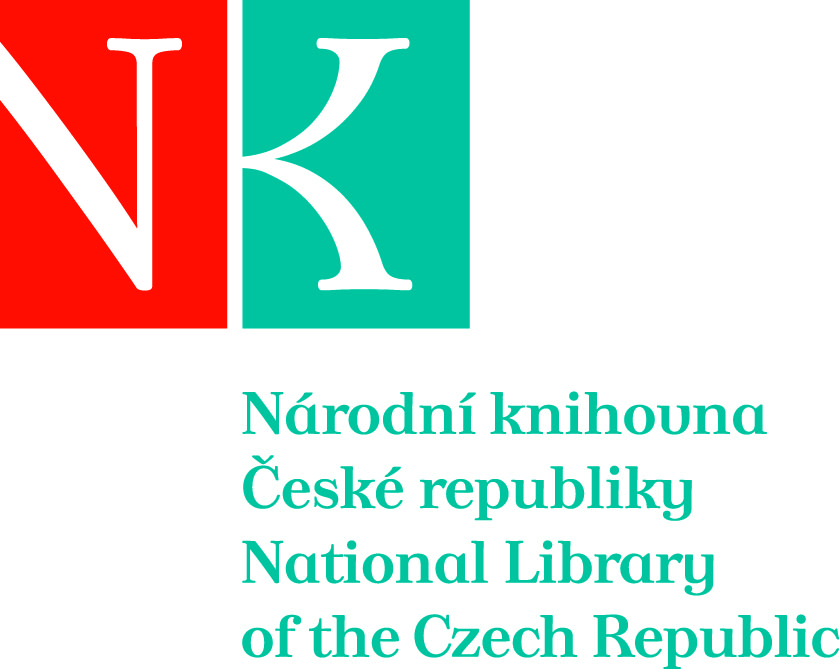 NK
Národní knihovna
České republiky
National Library
of the Czech Republic